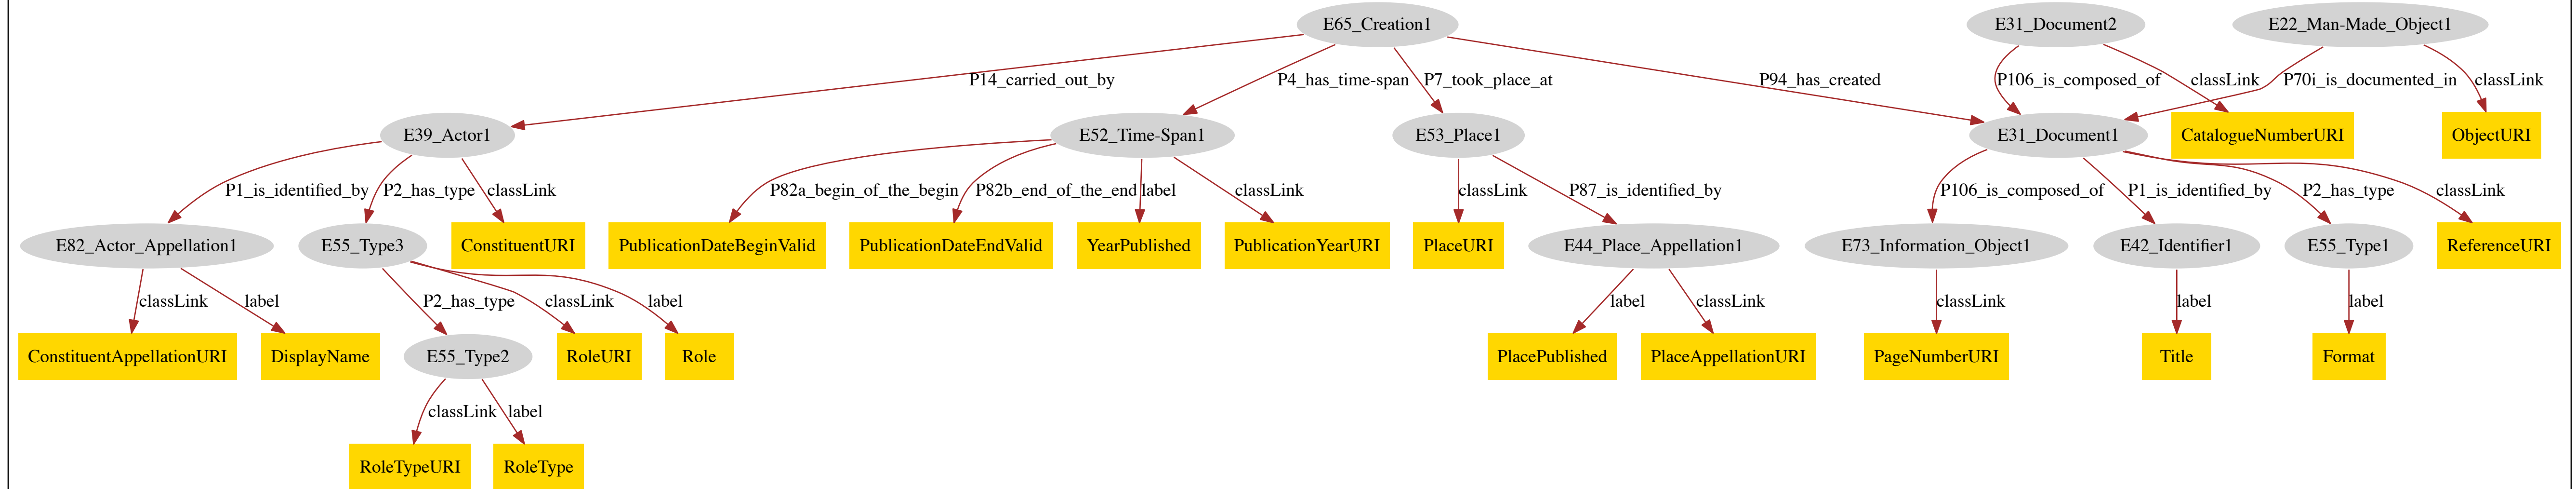 E65_Creation1 E31_Document2 E22_Man-Made_Object1
P14_carried_out_by P4_has_time-span P7_took_place_at P94_has_created P106_is_composed_of classLink P70i_is_documented_in classLink
E39_Actor1 E52_Time-Span1 E53_Place1 E31_Document1 CatalogueNumberURI ObjectURI
P1_is_identified_by P2_has_type classLink P82a_begin_of_the_begin P82b_end_of_the_end label classLink classLink P87_is_identified_by P106_is_composed_of P1_is_identified_by P2_has_type classLink
E82_Actor_Appellation1 E55_Type3 ConstituentURI PublicationDateBeginValid PublicationDateEndValid YearPublished PublicationYearURI PlaceURI E44_Place_Appellation1 E73_Information_Object1 E42_Identifier1 E55_Type1 ReferenceURI
classLink label P2_has_type classLink label label classLink classLink label label
ConstituentAppellationURI DisplayName E55_Type2 RoleURI Role PlacePublished PlaceAppellationURI PageNumberURI Title Format
classLink label
RoleTypeURI RoleType